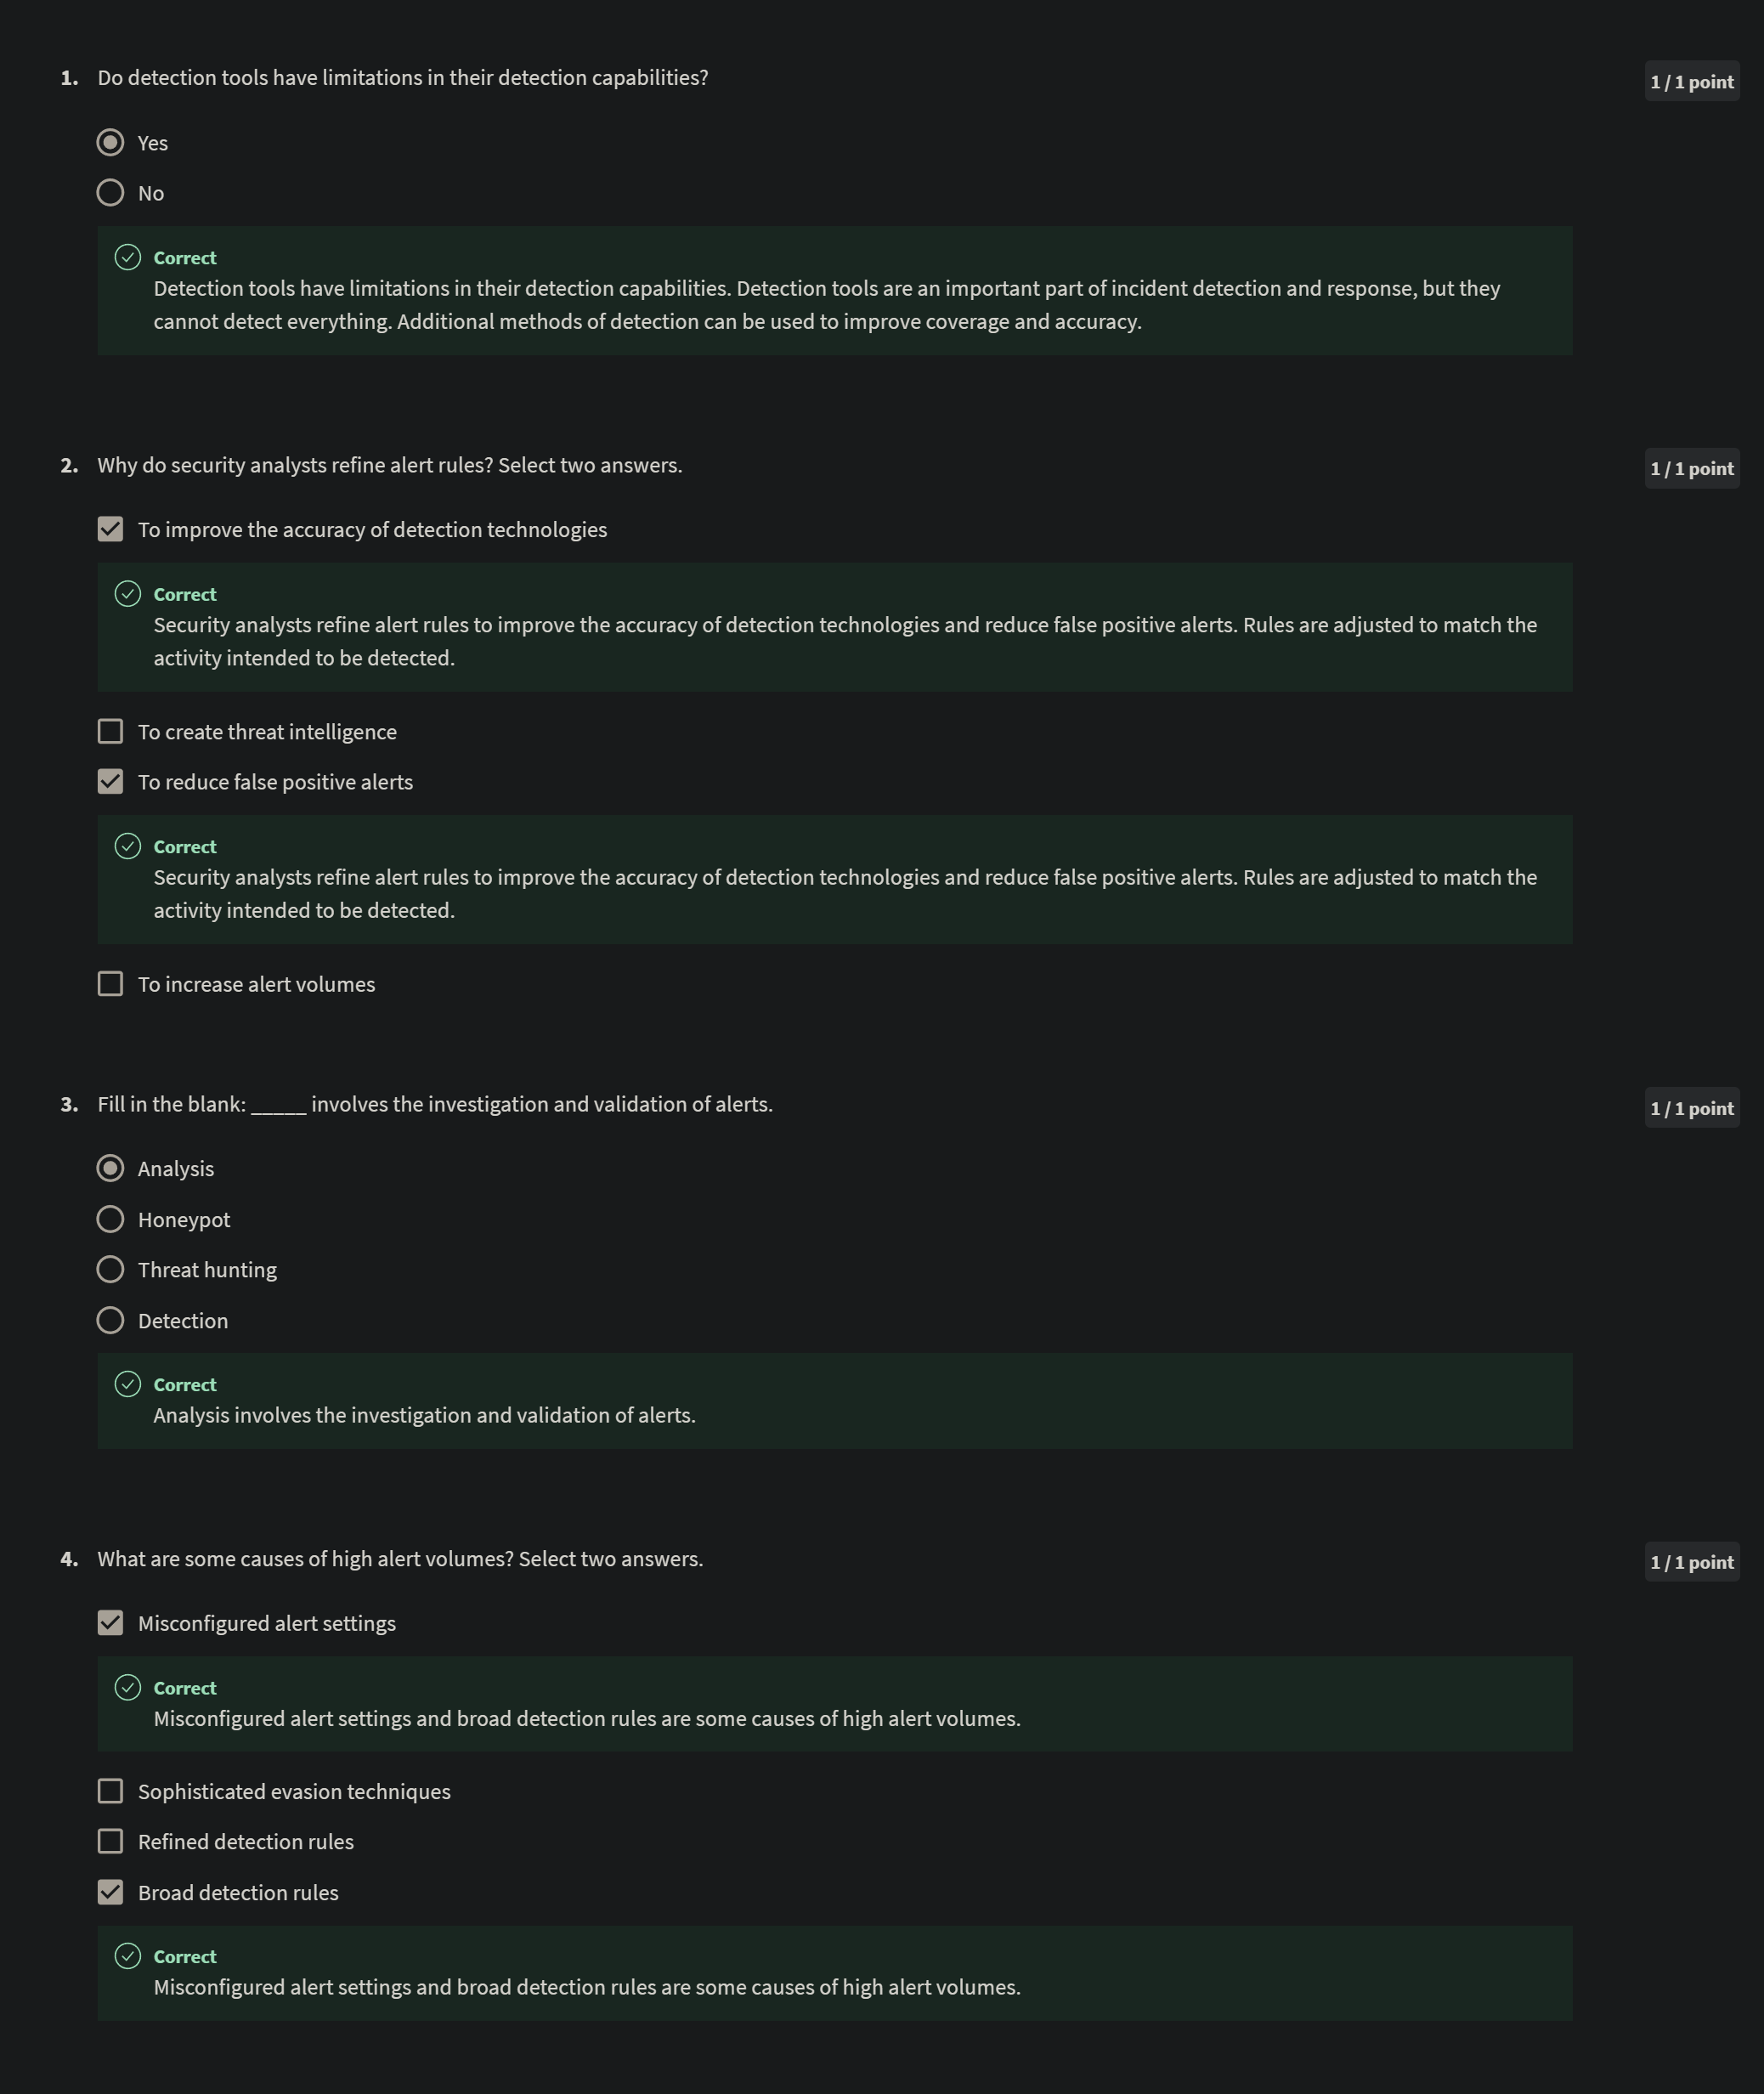 1. Do detection tools have limitations in their detection capabilities?
1 / 1 point
Yes
No
Correct
Detection tools have limitations in their detection capabilities. Detection tools are an important part of incident detection and response, but they
cannot detect everything. Additional methods of detection can be used to improve coverage and accuracy.
2. Why do security analysts refine alert rules? Select two answers.
1 / 1 point
To improve the accuracy of detection technologies
Correct
Security analysts refine alert rules to improve the accuracy of detection technologies and reduce false positive alerts. Rules are adjusted to match the
activity intended to be detected.
To create threat intelligence
To reduce false positive alerts
Correct
Security analysts refine alert rules to improve the accuracy of detection technologies and reduce false positive alerts. Rules are adjusted to match the
activity intended to be detected.
To increase alert volumes
3. Fill in the blank: _____ involves the investigation and validation of alerts.
1 / 1 point
Analysis
Honeypot
Threat hunting
Detection
Correct
Analysis involves the investigation and validation of alerts.
4. What are some causes of high alert volumes? Select two answers.
1 / 1 point
Misconfigured alert settings
Correct
Misconfigured alert settings and broad detection rules are some causes of high alert volumes.
Sophisticated evasion techniques
Refined detection rules
Broad detection rules
Correct
Misconfigured alert settings and broad detection rules are some causes of high alert volumes.